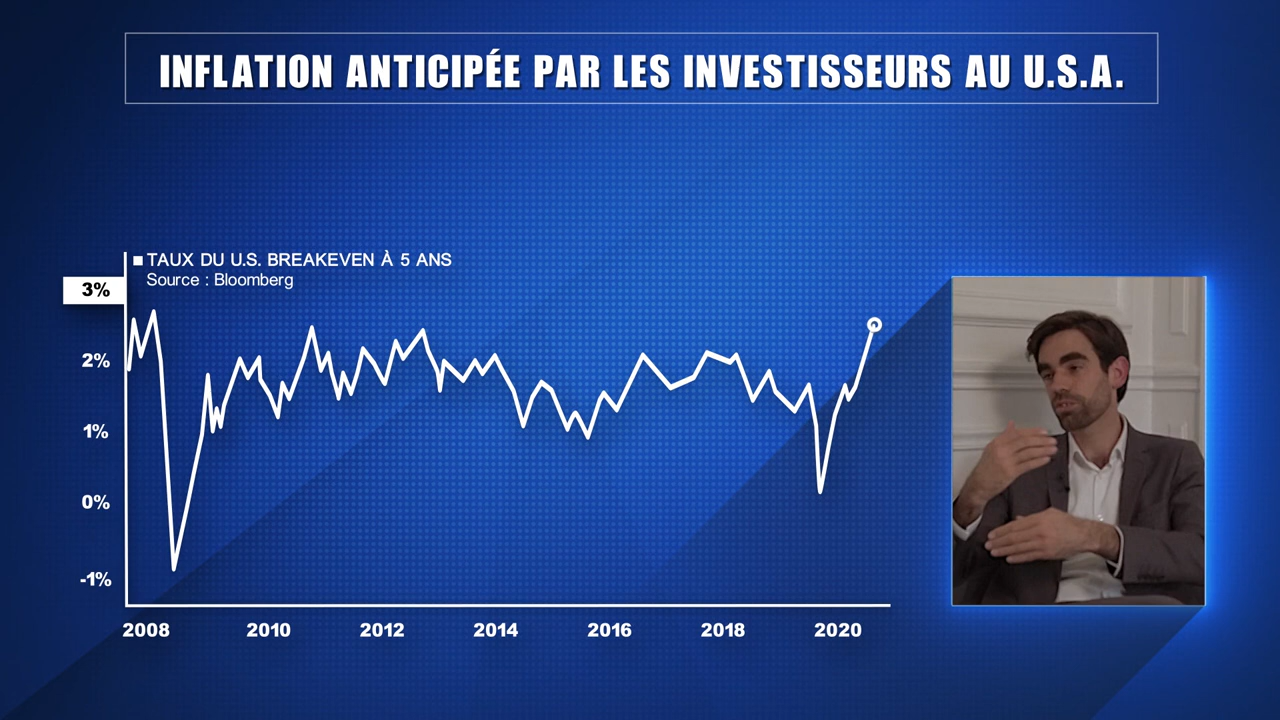 INFLATION ANTICIPÉE PAR LES INVESTISSEURS AU U.S.A.
TAUX DU U.S. BREAKEVEN À 5 ANS
Source : Bloomberg
3%
2%
1%
0%
-1%
2008 2010 2012 2014 2016 2018 2020